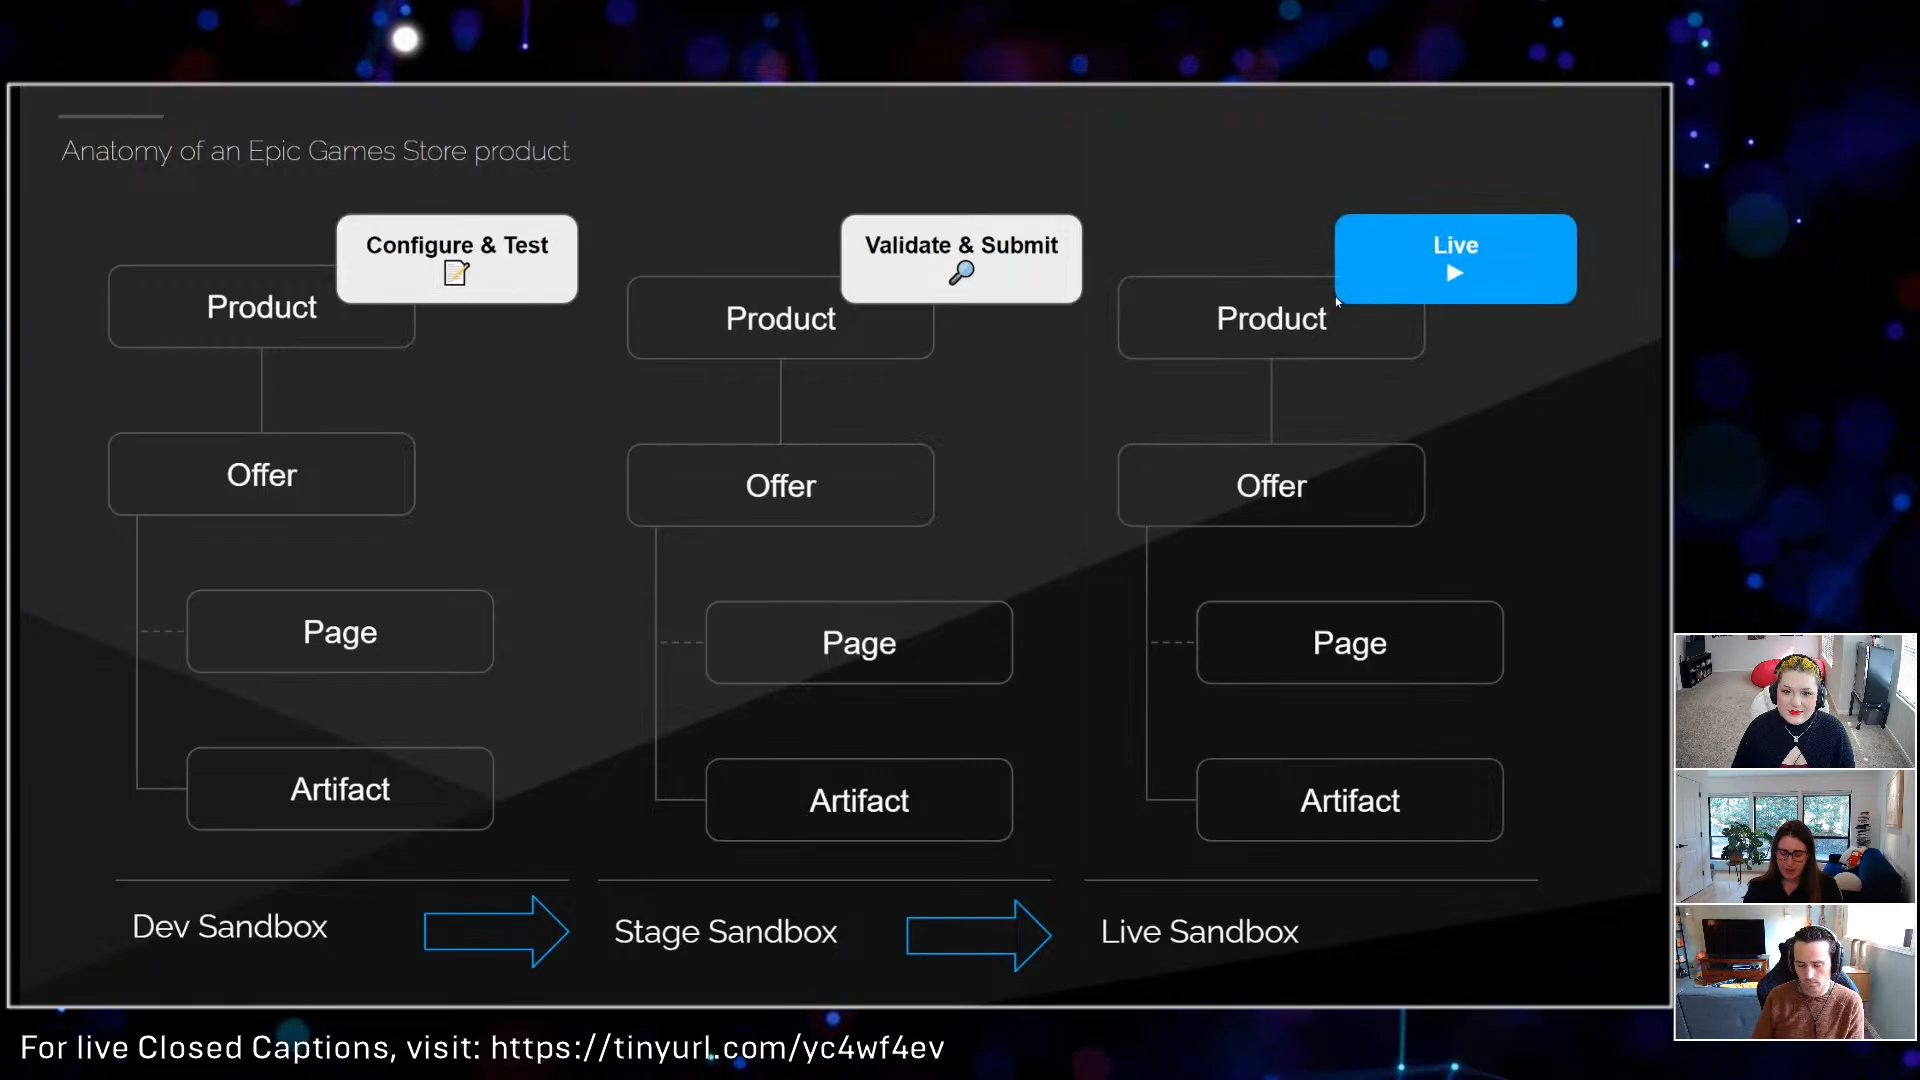 Anatomy of an Epic Games Store product
Configure & Test
Product
Offer
Page
Artifact
Dev Sandbox
Validate & Submit
Product
Offer
Page
Artifact
Stage Sandbox
Live
Product
Offer
Page
Artifact
Live Sandbox
For live Closed Captions, visit: https://tinyurl.com/yc4wf4ev